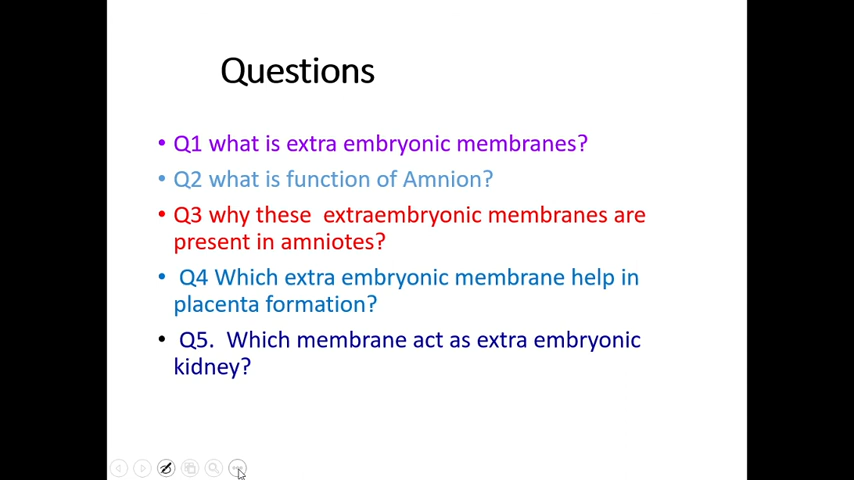 Questions
• Q1 what is extra embryonic membranes?
• Q2 what is function of Amnion?
• Q3 why these  extraembryonic membranes are
present in amniotes?
• Q4 Which extra embryonic membrane help in
placenta formation?
• Q5.  Which membrane act as extra embryonic
kidney?